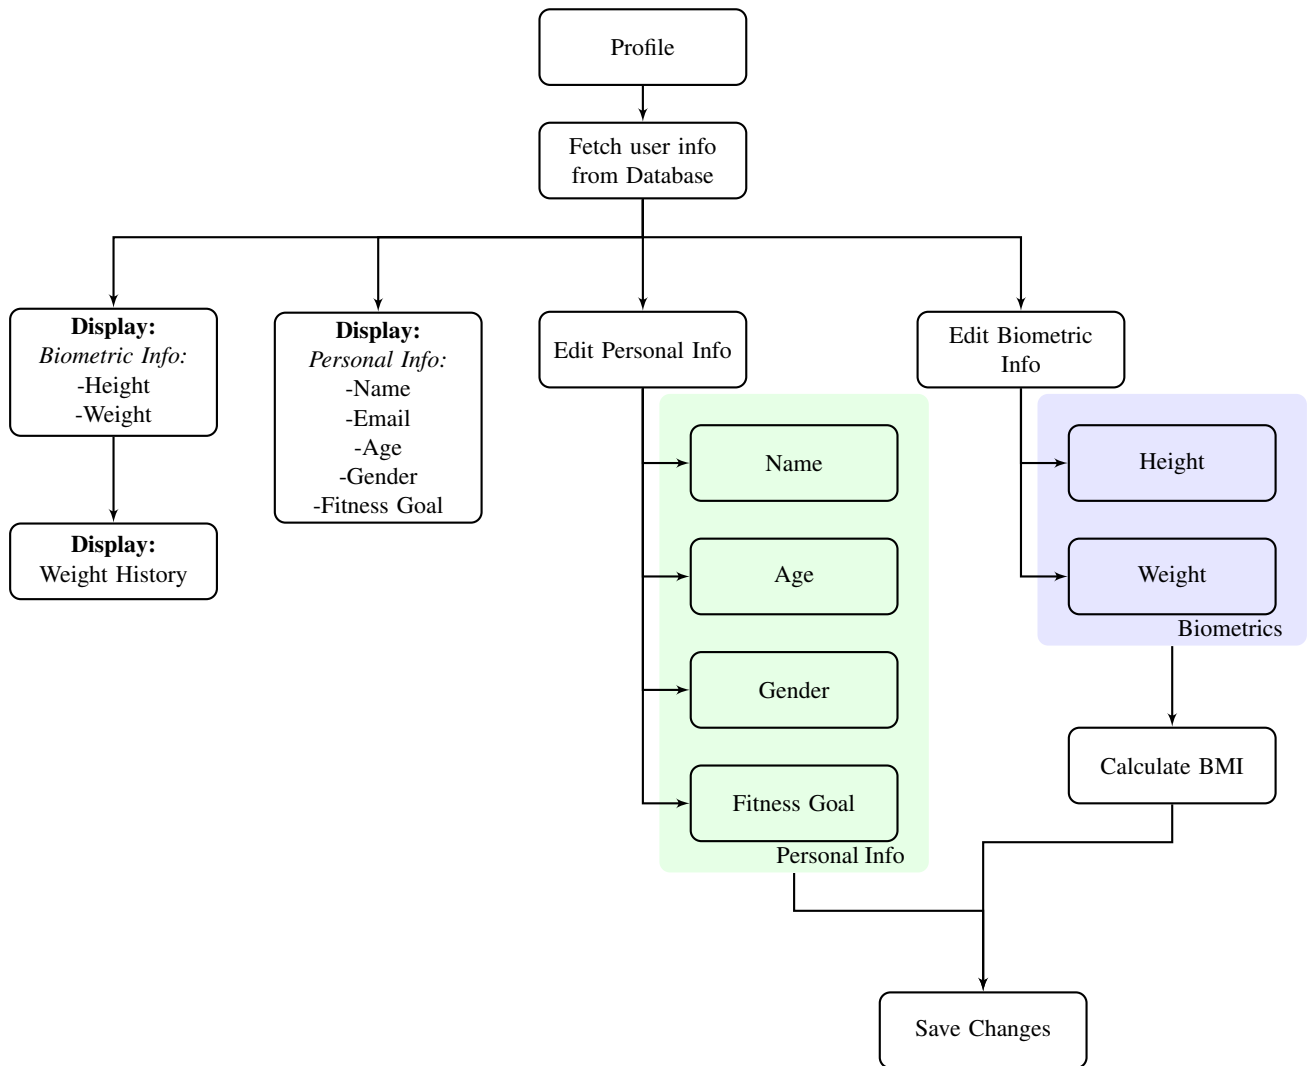 Profile
Fetch user info
from Database
Display:
Biometric Info:
-Height
-Weight
Display:
Weight History
Display:
Personal Info:
-Name
-Email
-Age
-Gender
-Fitness Goal
Edit Personal Info
Name
Age
Gender
Fitness Goal
Personal Info
Edit Biometric
Info
Height
Weight
Biometrics
Calculate BMI
Save Changes